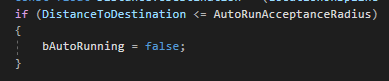 if (DistanceToDestination <= AutoRunAcceptanceRadius)
{
bAutoRunning = false;
}